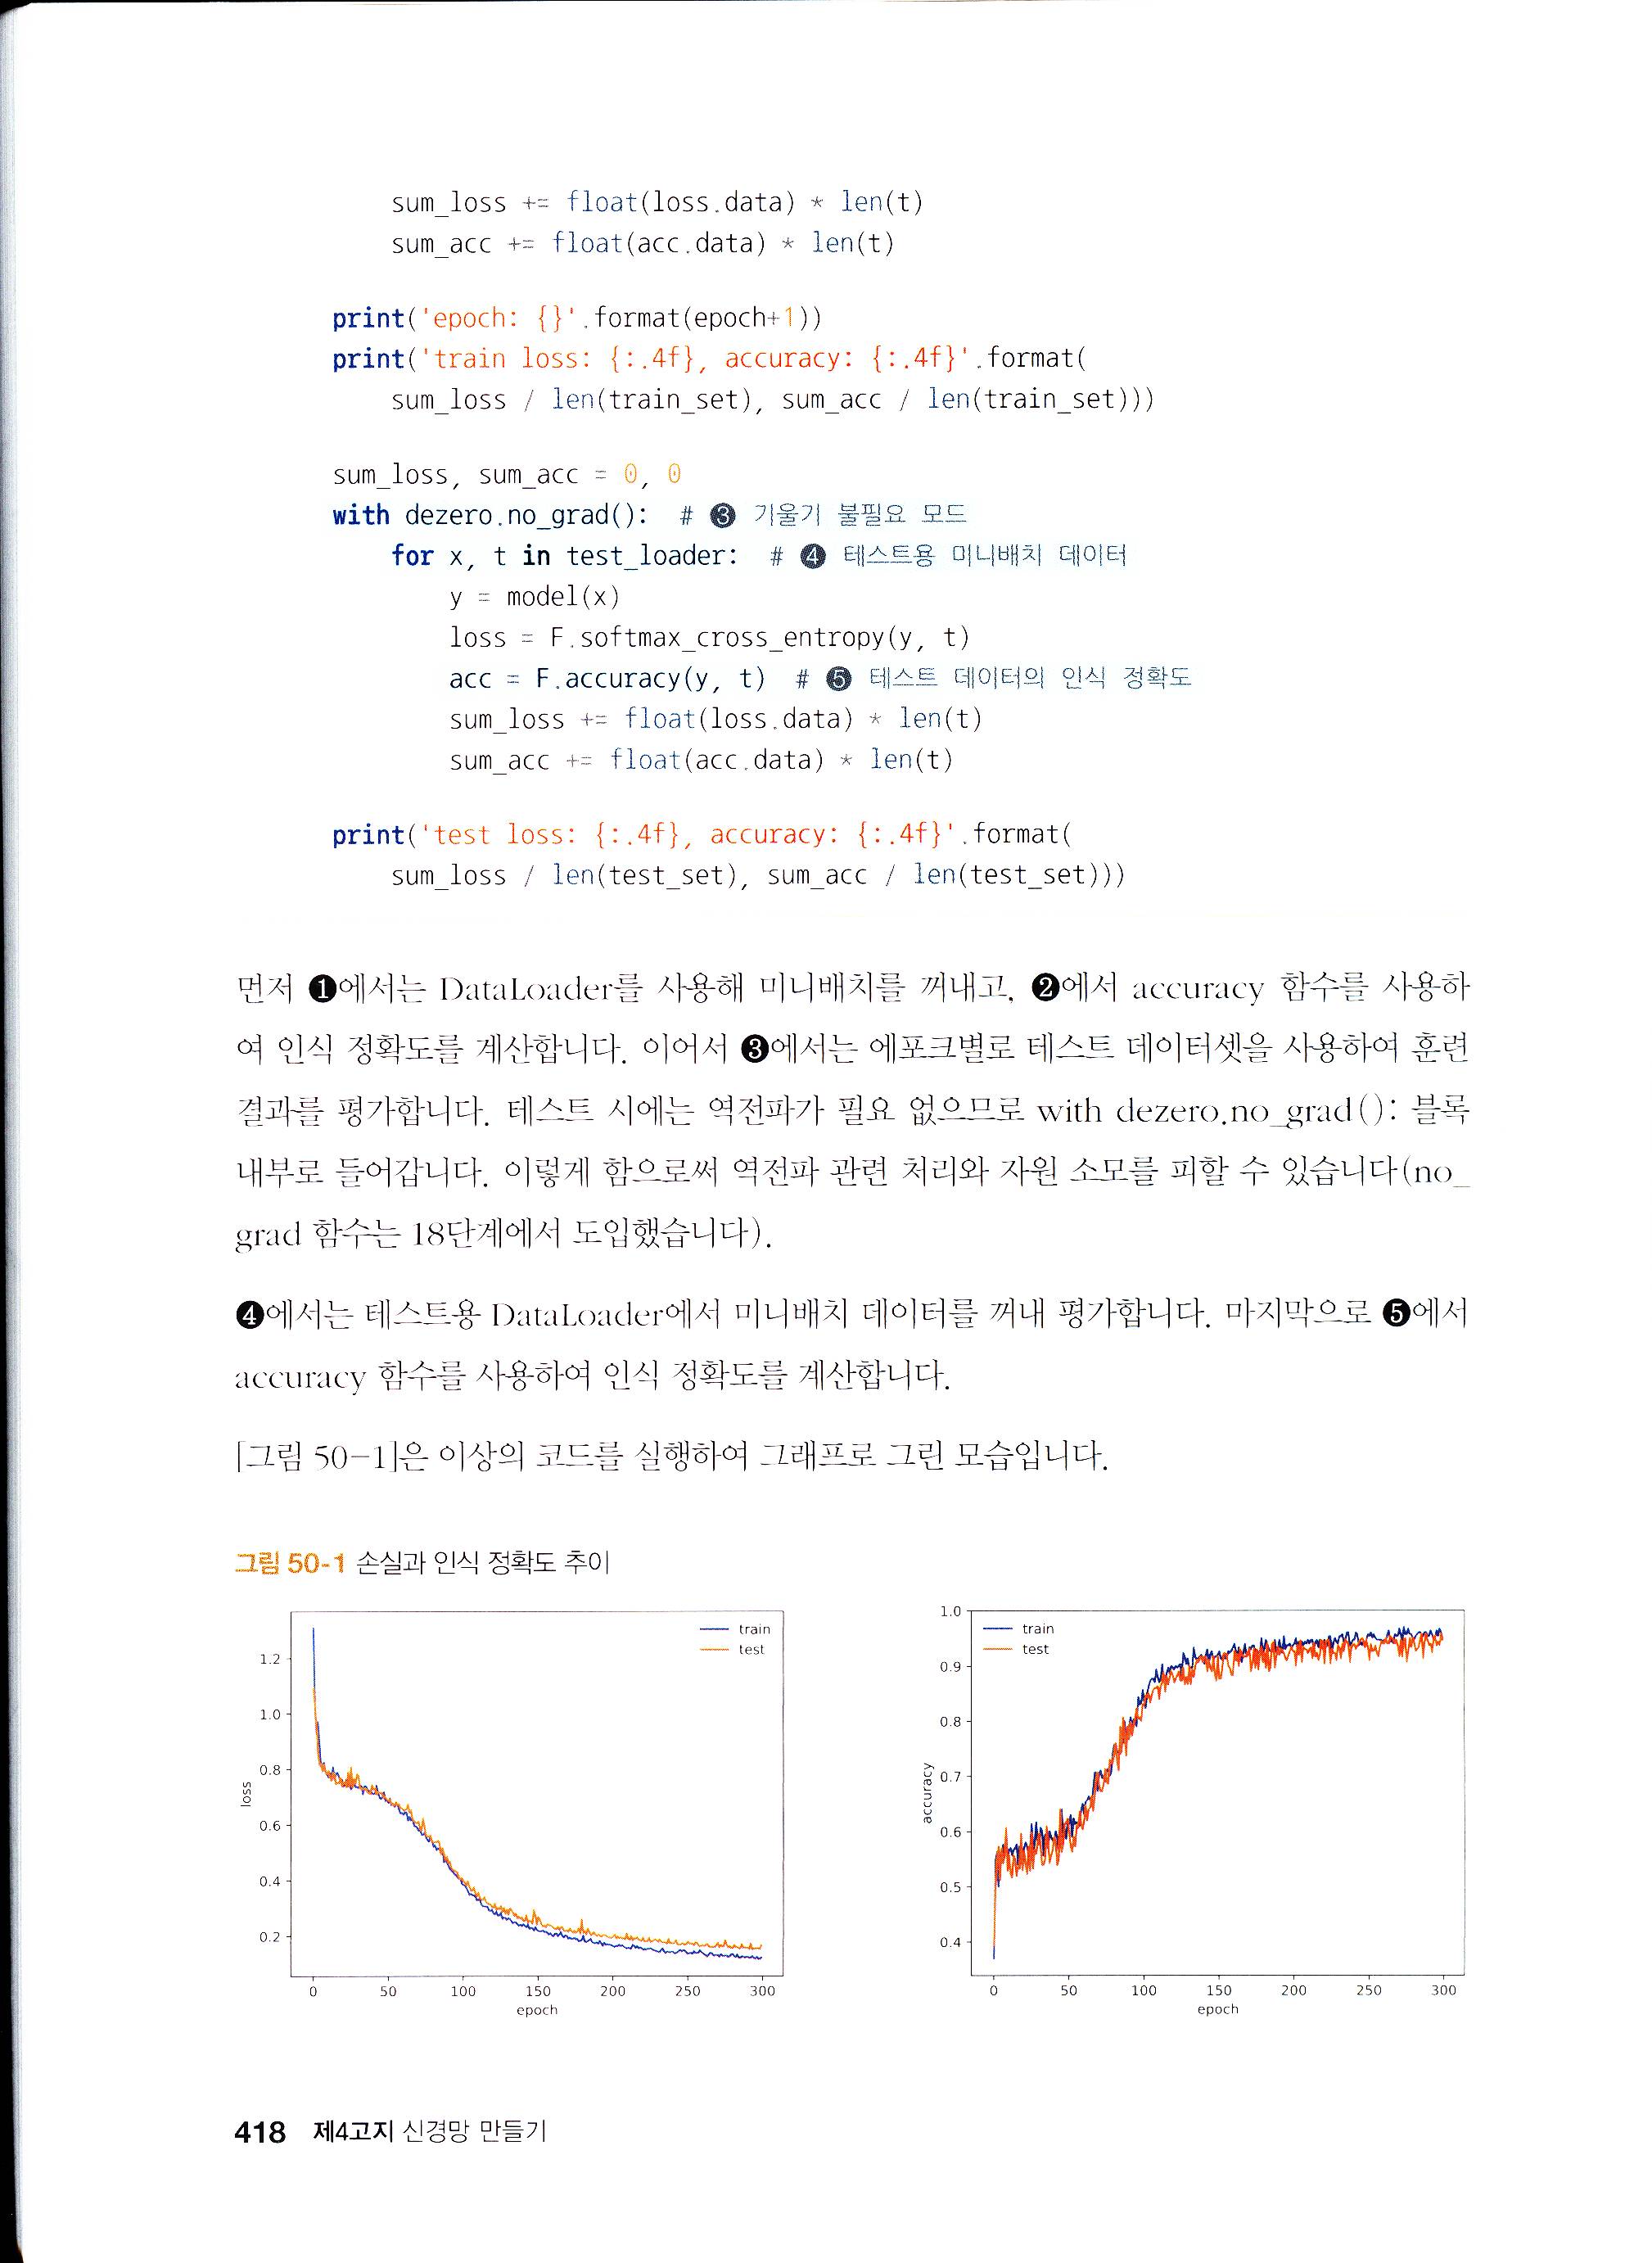 sum_loss += float(loss.data) * len(t)
sum_acc += float(acc.data) * len(t)
print('epoch: {}'.format(epoch+1))
print('train loss: {:.4f}, accuracy: {:.4f}'.format(
sum_loss / len(train_set), sum_acc / len(train_set)))
sum_loss, sum_acc = 0, 0
with dezero.no_grad():  # ❸ 기울기 불필요 모드
for x, t in test_loader:  # ❹ 테스트용 미니배치 데이터
y = model(x)
loss = F.softmax_cross_entropy(y, t)
acc = F.accuracy(y, t)  # ❺ 테스트 데이터의 인식 정확도
sum_loss += float(loss.data) * len(t)
sum_acc += float(acc.data) * len(t)
print('test loss: {:.4f}, accuracy: {:.4f}'.format(
sum_loss / len(test_set), sum_acc / len(test_set)))
먼저 ❶에서는 DataLoader를 사용해 미니배치를 꺼내고, ❷에서 accuracy 함수를 사용하
여 인식 정확도를 계산합니다. 이어서 ❸에서는 에포크별로 테스트 데이터셋을 사용하여 훈련
결과를 평가합니다. 테스트 시에는 역전파가 필요 없으므로 with dezero.no_grad(): 블록
내부로 들어갑니다. 이렇게 함으로써 역전파 관련 처리와 자원 소모를 피할 수 있습니다(no_
grad 함수는 18단계에서 도입했습니다).
❹에서는 테스트용 DataLoader에서 미니배치 데이터를 꺼내 평가합니다. 마지막으로 ❺에서
accuracy 함수를 사용하여 인식 정확도를 계산합니다.
[그림 50-1]은 이상의 코드를 실행하여 그래프로 그린 모습입니다.
그림 50-1 손실과 인식 정확도 추이
train
test
1.2
1.0
0.8
0.6
0.4
0.2
loss
0 50 100 150 200 250 300
epoch
train
test
1.0
0.9
0.8
0.7
0.6
0.5
0.4
accuracy
0 50 100 150 200 250 300
epoch
418 제4고지 신경망 만들기